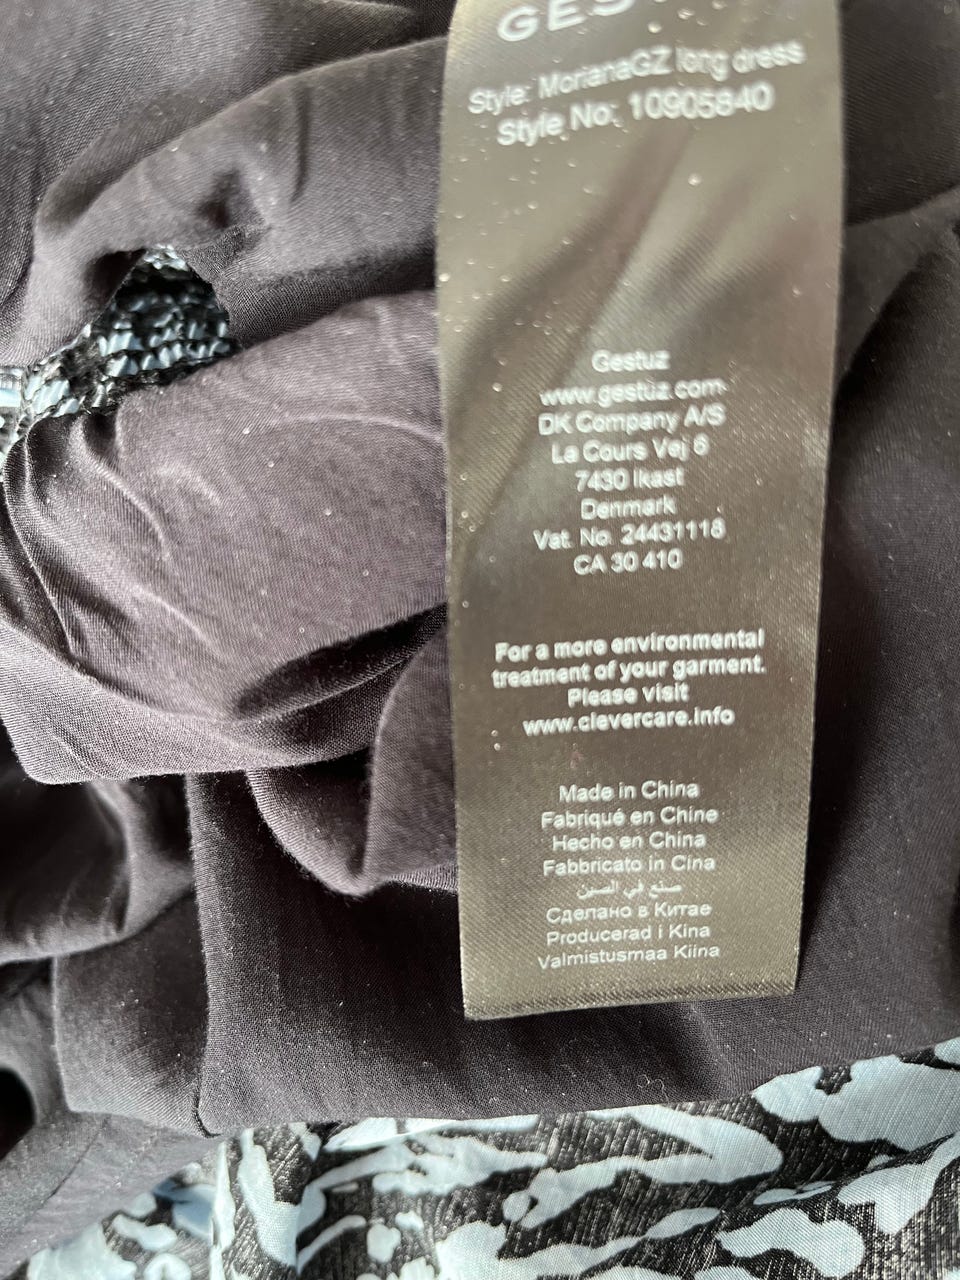 Style: MorianaGZ long dress
Style No: 10905840
Gestuz
www.gestuz.com
DK Company A/S
La Cours Vej 6
7430 Ikast
Denmark
Vat. No. 24431118
CA 30 410
For a more environmental
treatment of your garment.
Please visit
www.clevercare.info
Made in China
Fabriqué en Chine
Hecho en China
Fabbricato in Cina
صنع في الصين
Сделано в Китае
Producerad i Kina
Valmistusmaa Kiina